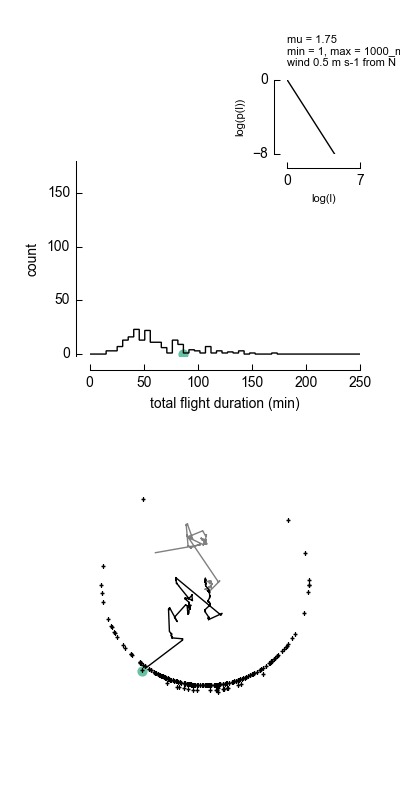 mu = 1.75
min = 1, max = 1000_m
wind 0.5 m s-1 from N
0
−8
log(p(l))
0
7
log(l)
150
100
50
0
count
0
50
100
150
200
250
total flight duration (min)